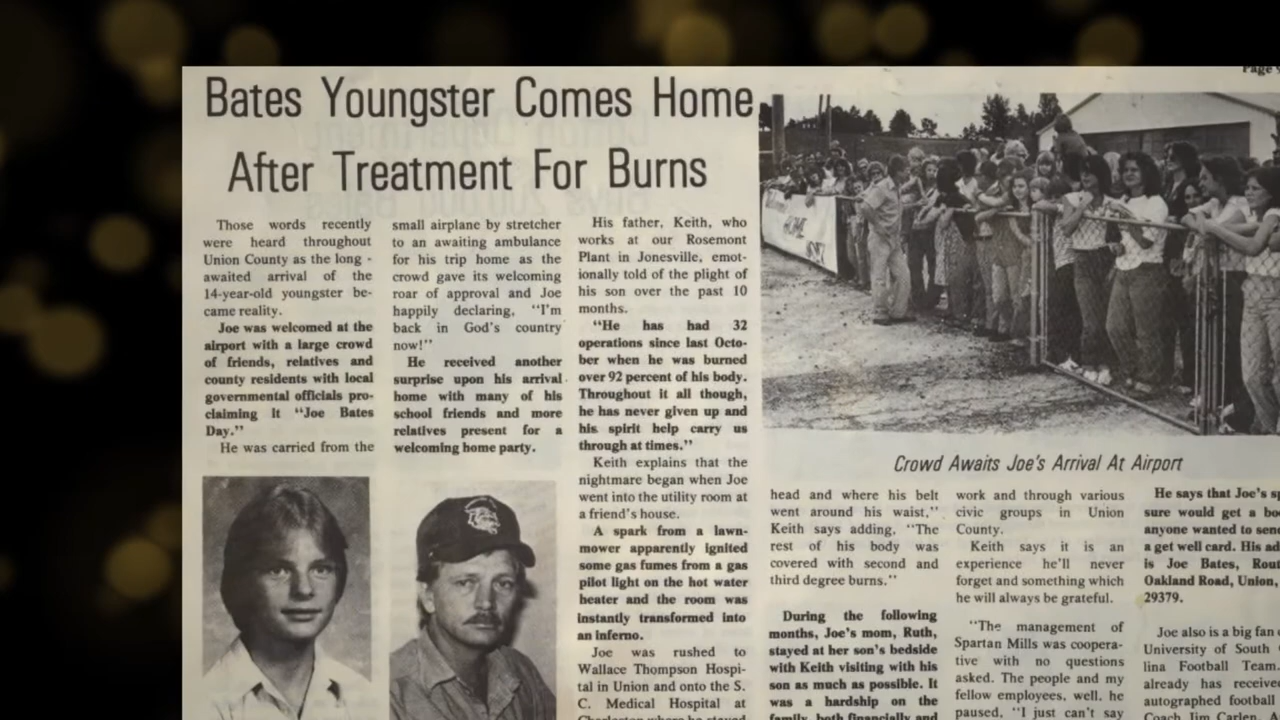 Page
Bates Youngster Comes Home
After Treatment For Burns
Those words recently
were heard throughout
Union County as the long -
awaited arrival of the
14-year-old youngster be-
came reality.
Joe was welcomed at the
airport with a large crowd
of friends, relatives and
county residents with local
governmental officials pro-
claiming it "Joe Bates
Day."
He was carried from the
small airplane by stretcher
to an awaiting ambulance
for his trip home as the
crowd gave its welcoming
roar of approval and Joe
happily declaring, "I'm
back in God's country
now!"
He received another
surprise upon his arrival
home with many of his
school friends and more
relatives present for a
welcoming home party.
His father, Keith, who
works at our Rosemont
Plant in Jonesville, emot-
ionally told of the plight of
his son over the past 10
months.
"He has had 32
operations since last Octo-
ber when he was burned
over 92 percent of his body.
Throughout it all though,
he has never given up and
his spirit help carry us
through at times."
Keith explains that the
nightmare began when Joe
went into the utility room at
a friend's house.
A spark from a lawn-
mower apparently ignited
some gas fumes from a gas
pilot light on the hot water
heater and the room was
instantly transformed into
an inferno.
Joe was rushed to
Wallace Thompson Hospi-
tal in Union and onto the S.
C. Medical Hospital at
Charleston where he stayed
Crowd Awaits Joe's Arrival At Airport
head and where his belt
went around his waist,"
Keith says adding, "The
rest of his body was
covered with second and
third degree burns."
During the following
months, Joe's mom, Ruth,
stayed at her son's bedside
with Keith visiting with his
son as much as possible. It
was a hardship on the
family, both financially and
work and through various
civic groups in Union
County.
Keith says it is an
experience he'll never
forget and something which
he will always be grateful.
"The management of
Spartan Mills was coopera-
tive with no questions
asked. The people and my
fellow employees, well, he
paused, "I just can't say
He says that Joe's sp
sure would get a boo
anyone wanted to send
a get well card. His ad
is Joe Bates, Rout
Oakland Road, Union,
29379.
Joe also is a big fan
University of South
lina Football Team.
already has received
autographed football
Coach Jim Carlen. A